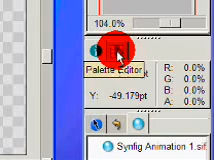 104.0%
Palette Editor
R: 0.0%
G: 0.0%
B: 0.0%
A: 0.0%
Y: -49.179pt
Synfig Animation 1.sif